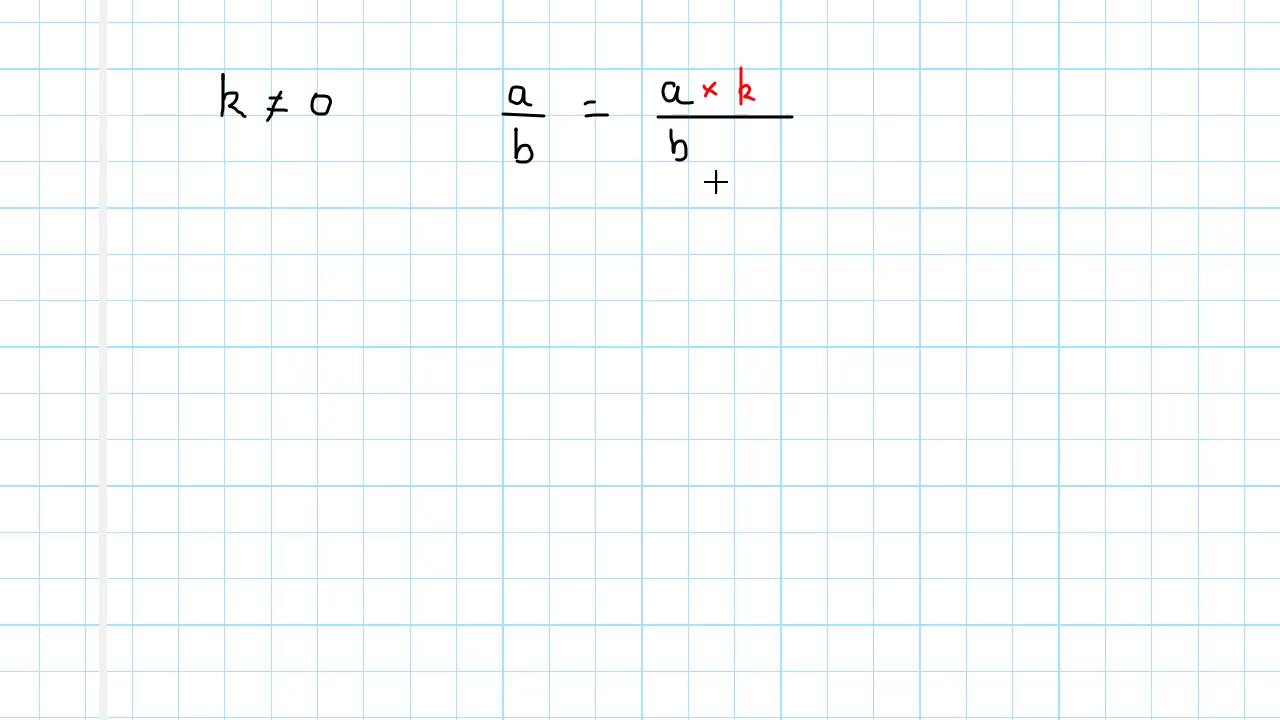 k ≠ 0 a/b = a × k/b